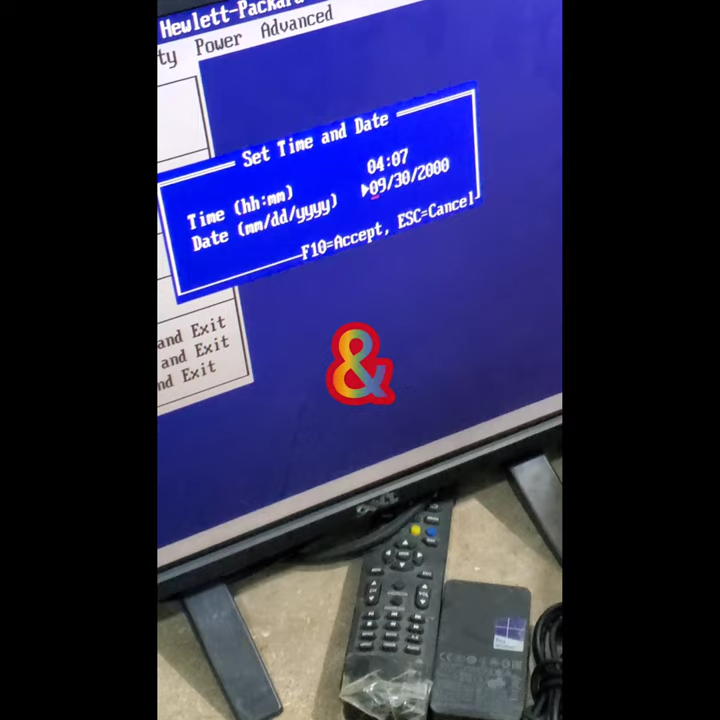 Hewlett-Packard
ty Power Advanced
Set Time and Date
Time (hh:mm) 04:07
Date (mm/dd/yyyy) ▶09/30/2000
F10=Accept, ESC=Cancel
and Exit
and Exit
nd Exit
&
DELL